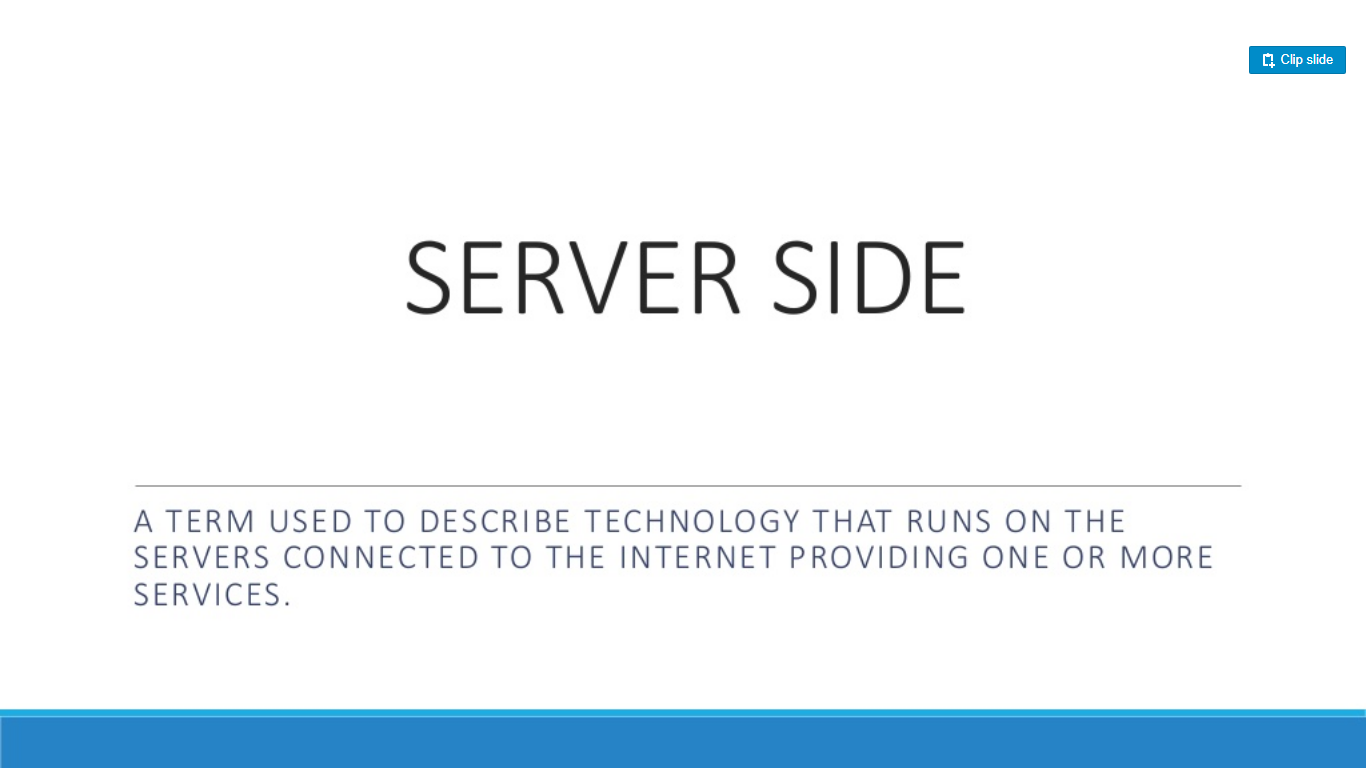 Clip slide
SERVER SIDE
A TERM USED TO DESCRIBE TECHNOLOGY THAT RUNS ON THE
SERVERS CONNECTED TO THE INTERNET PROVIDING ONE OR MORE
SERVICES.